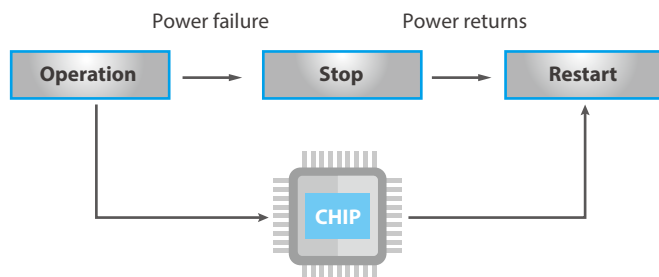 Power failure
Power returns
Operation
Stop
Restart
CHIP